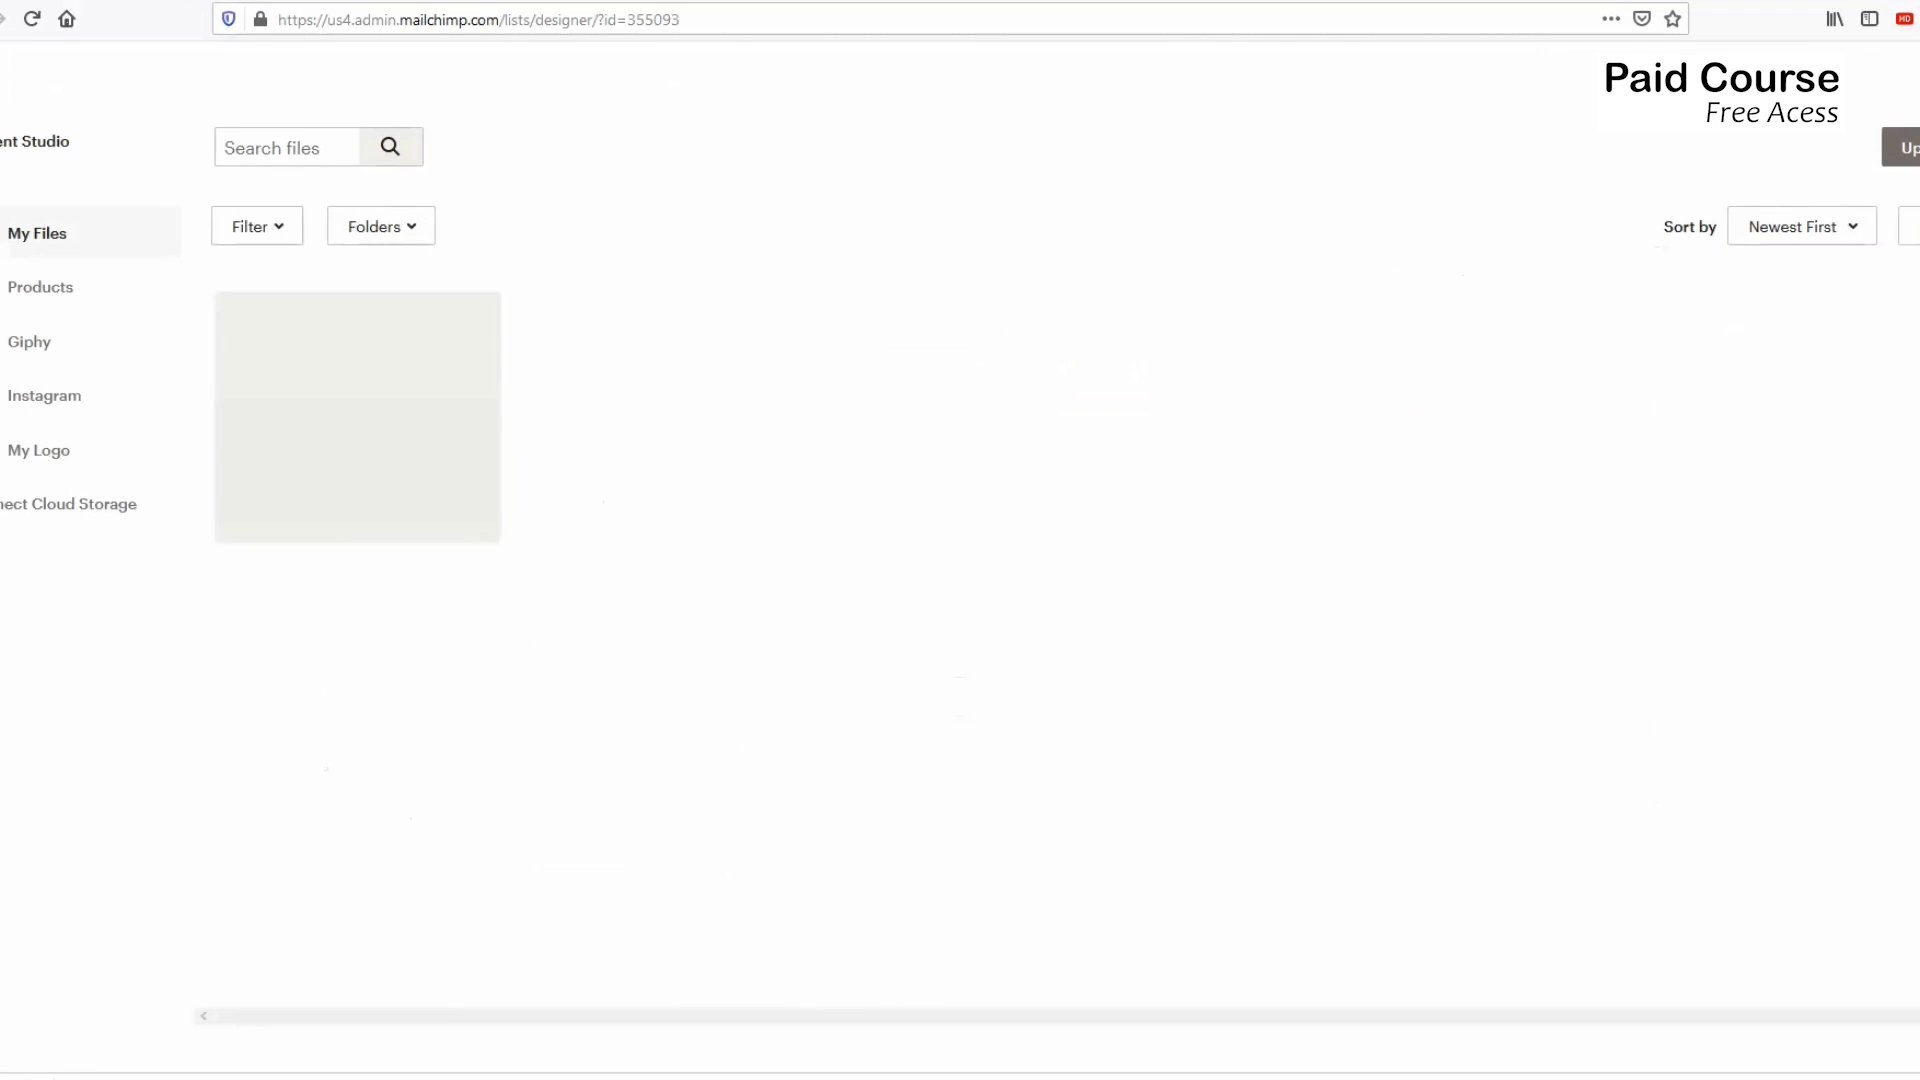 https://us4.admin.mailchimp.com/lists/designer/?id=355093
HD
Paid Course
Free Acess
ent Studio
Search files
Up
Filter
Folders
Sort by
Newest First
My Files
Products
Giphy
Instagram
My Logo
nect Cloud Storage